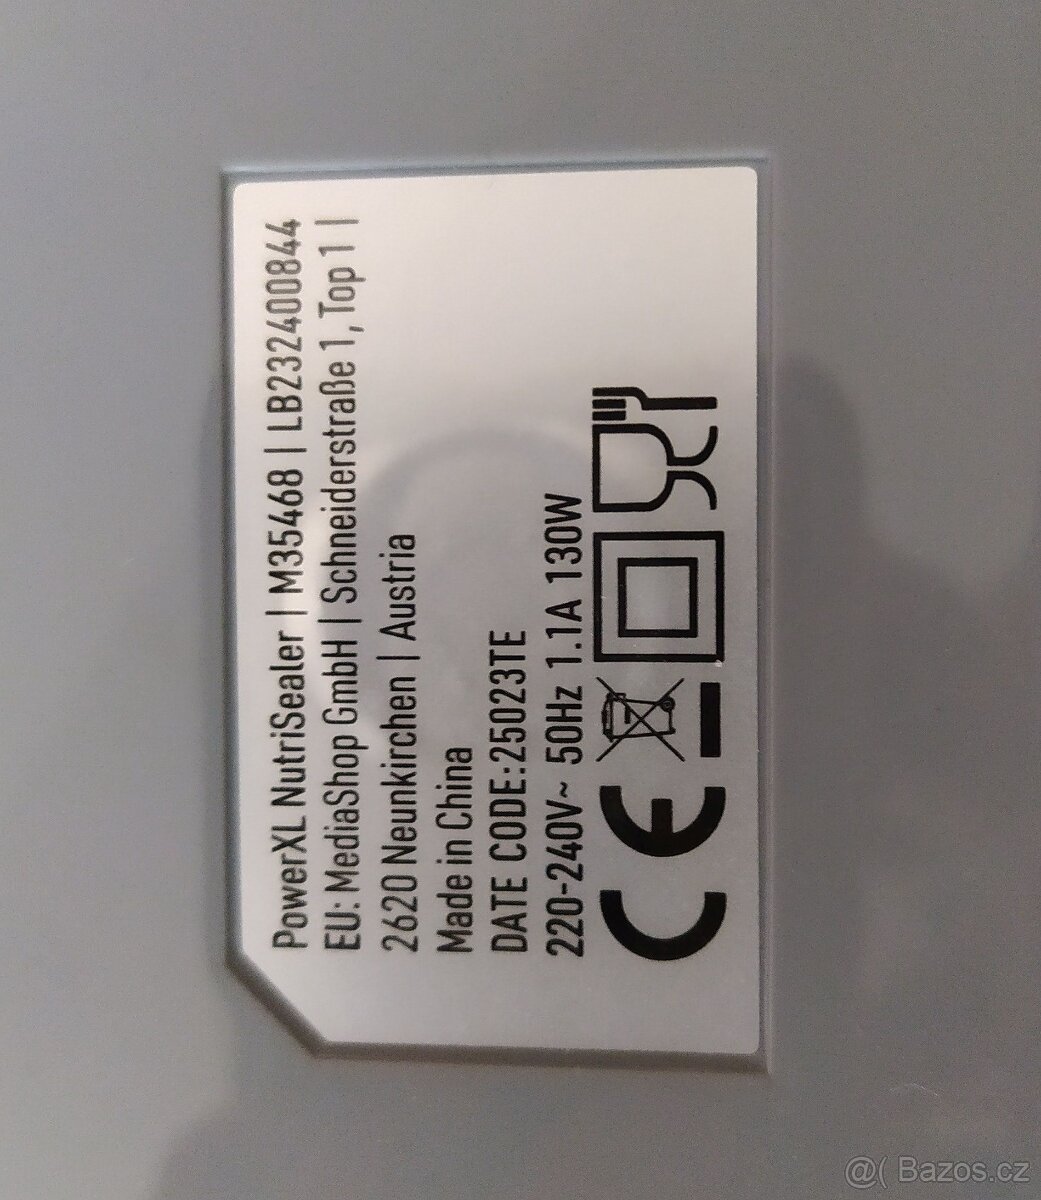 PowerXL NutriSealer | M35468 | LB232400844
EU: MediaShop GmbH | Schneiderstraße 1, Top 1 |
2620 Neunkirchen | Austria
Made in China
DATE CODE:25023TE
220-240V~ 50Hz 1.1A 130W
CE
@( Bazos.cz